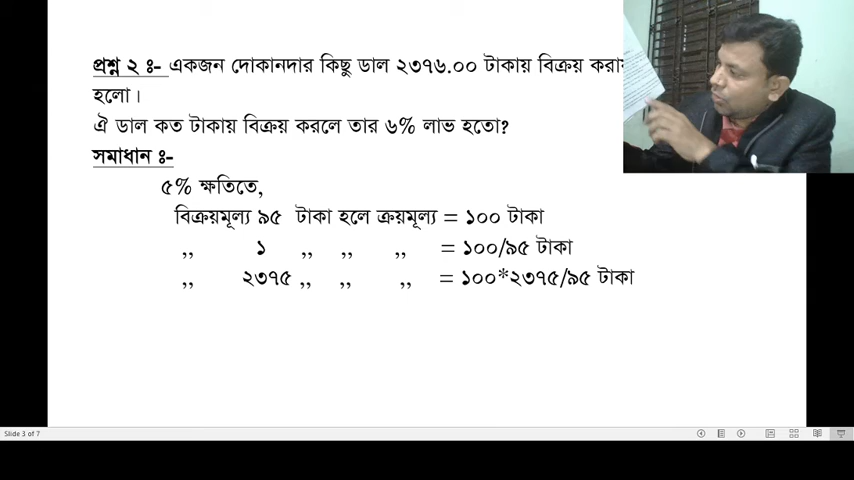 প্রশ্ন ২ ঃ- একজন দোকানদার কিছু ডাল ২৩৭৬.০০ টাকায় বিক্রয় করায়
হলো।
ঐ ডাল কত টাকায় বিক্রয় করলে তার ৬% লাভ হতো?
সমাধান ঃ-
৫% ক্ষতিতে,
বিক্রয়মূল্য ৯৫ টাকা হলে ক্রয়মূল্য = ১০০ টাকা
,, ১ ,, ,, ,, = ১০০/৯৫ টাকা
,, ২৩৭৫ ,, ,, ,, = ১০০*২৩৭৫/৯৫ টাকা
Slide 3 of 7